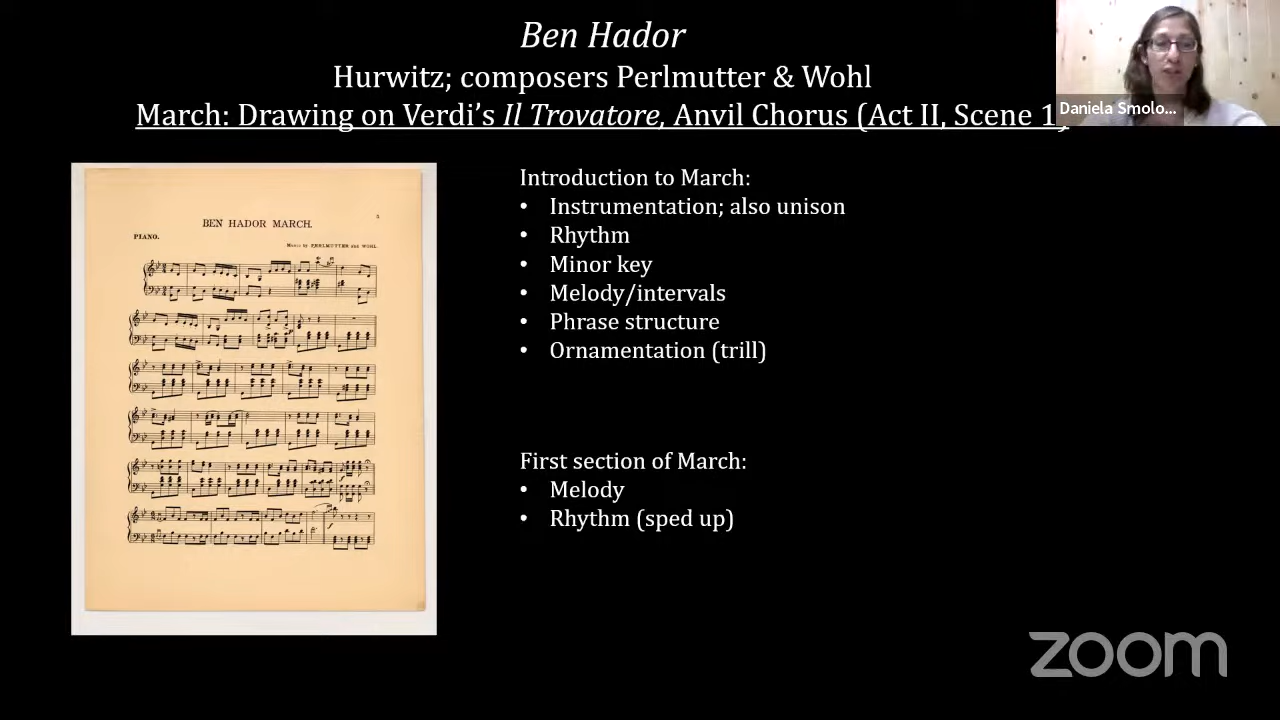 Ben Hador
Hurwitz; composers Perlmutter & Wohl
March: Drawing on Verdi's Il Trovatore, Anvil Chorus (Act II, Scene 1)
Daniela Smolo...
BEN HADOR MARCH.
5
PIANO.
Music by PERLMUTTER and WOHL.
Introduction to March:
• Instrumentation; also unison
• Rhythm
• Minor key
• Melody/intervals
• Phrase structure
• Ornamentation (trill)
First section of March:
• Melody
• Rhythm (sped up)
zoom